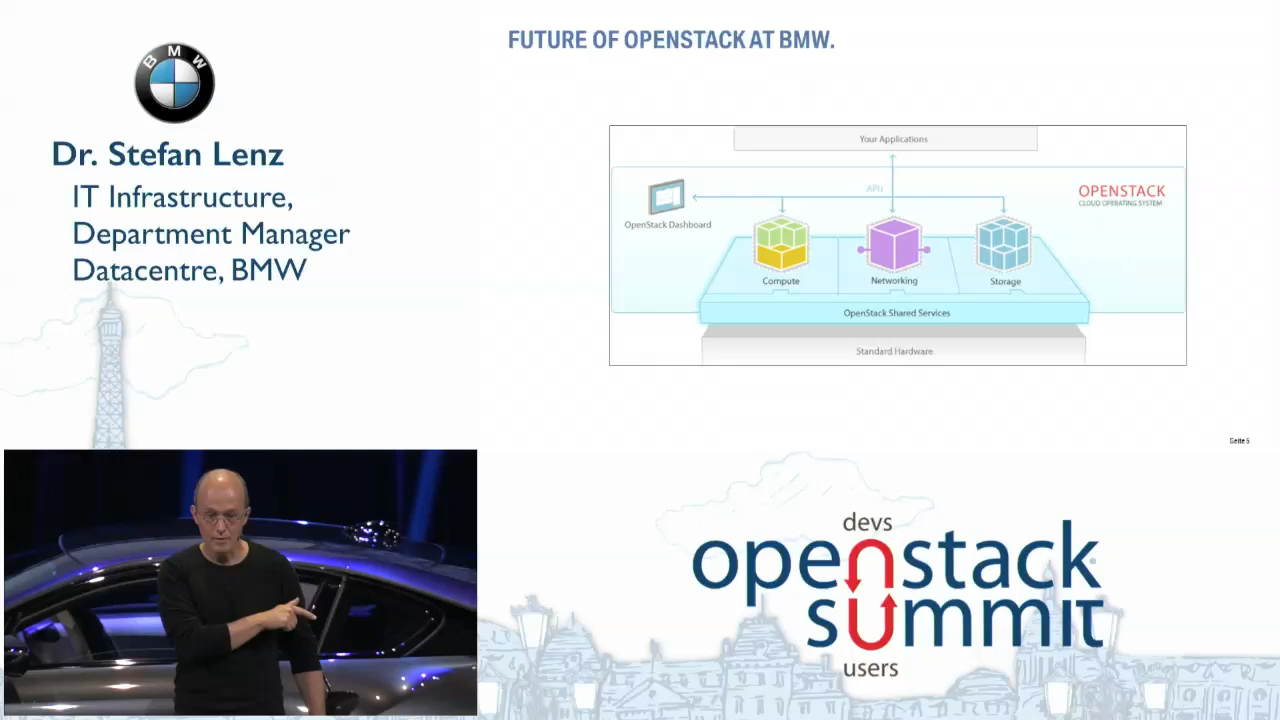 BMW
Dr. Stefan Lenz
IT Infrastructure,
Department Manager
Datacentre, BMW
FUTURE OF OPENSTACK AT BMW.
Your Applications
APIs
OPENSTACK
CLOUD OPERATING SYSTEM
OpenStack Dashboard
Compute
Networking
Storage
OpenStack Shared Services
Standard Hardware
Seite 5
devs
openstack
summit
users